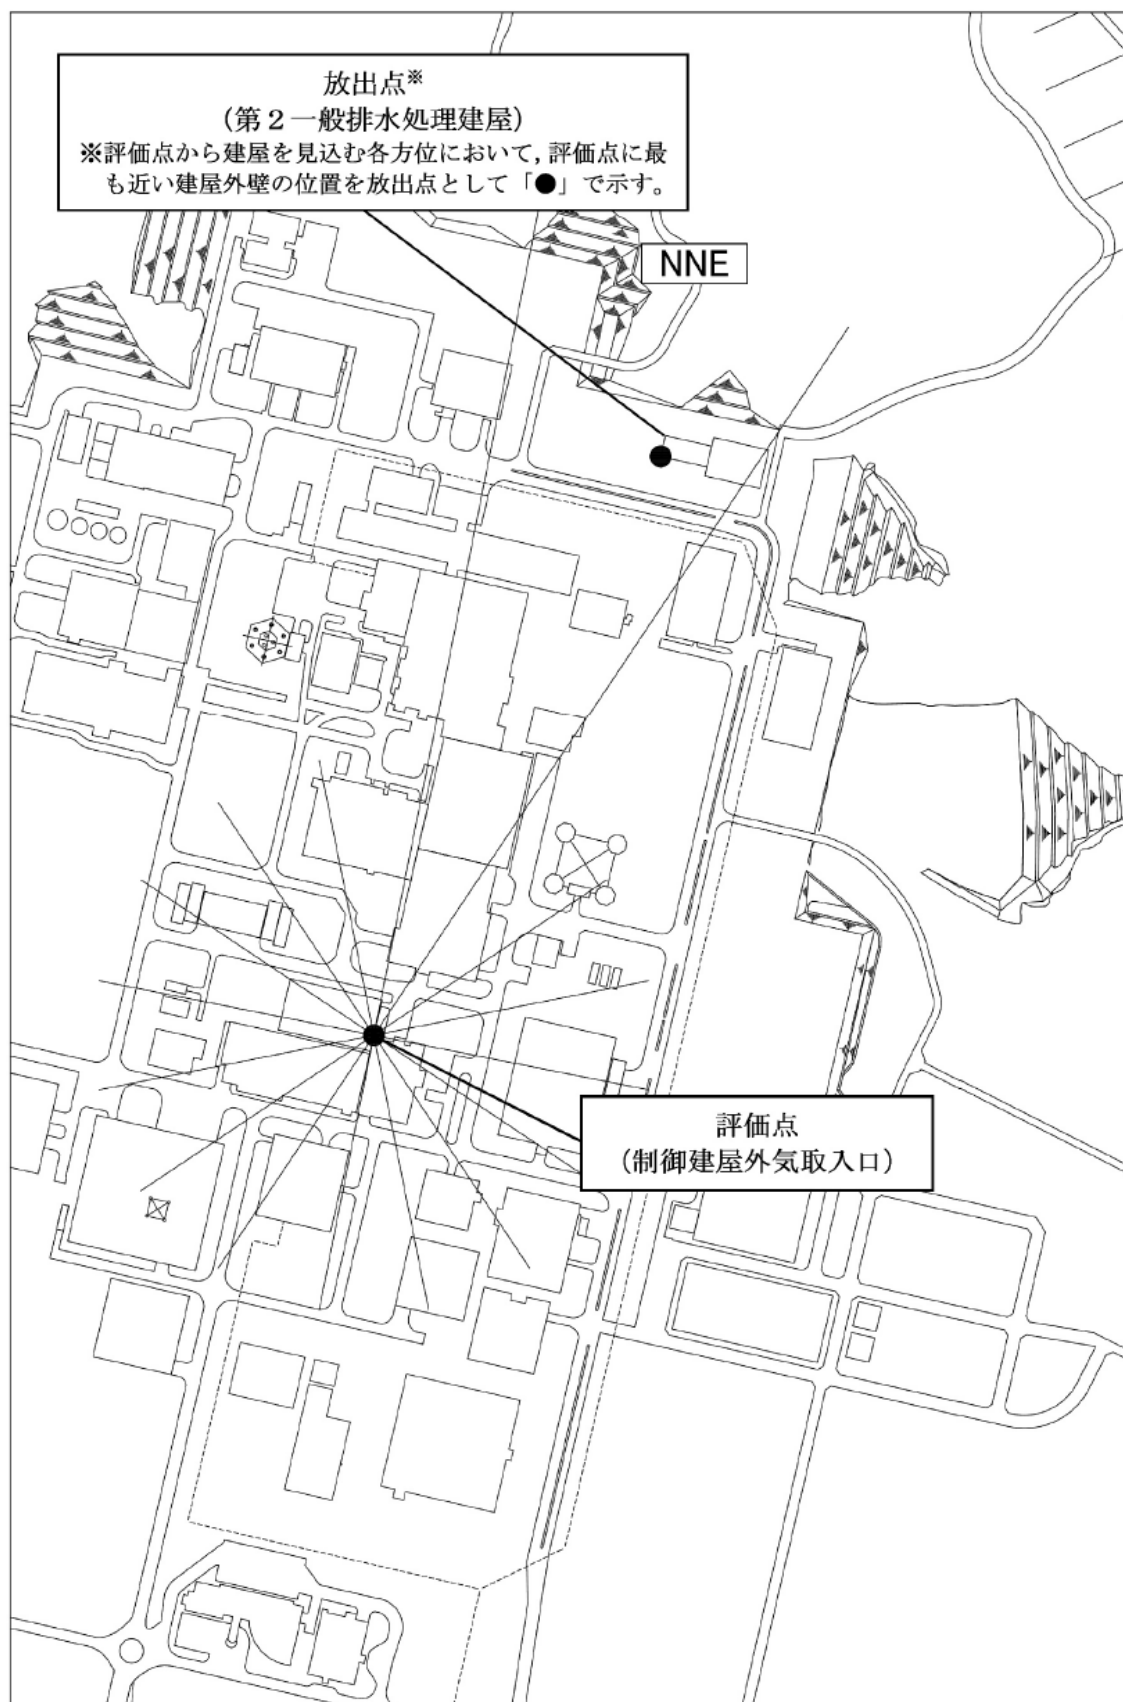 放出点※
(第2一般排水処理建屋)
※評価点から建屋を見込む各方位において,評価点に最
も近い建屋外壁の位置を放出点として「●」で示す。
NNE
評価点
(制御建屋外気取入口)